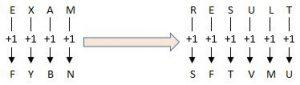 E X A M R E S U L T
+1 +1 +1 +1 +1 +1 +1 +1 +1 +1
F Y B N S F T V M U